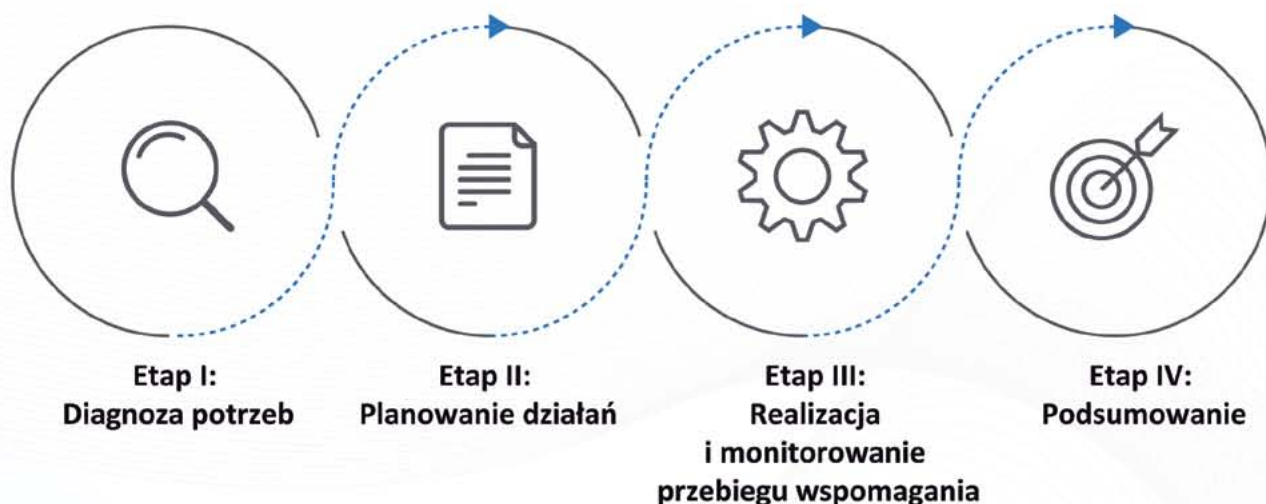 Etap I:
Diagnoza potrzeb
Etap II:
Planowanie działań
Etap III:
Realizacja
i monitorowanie
przebiegu wspomagania
Etap IV:
Podsumowanie